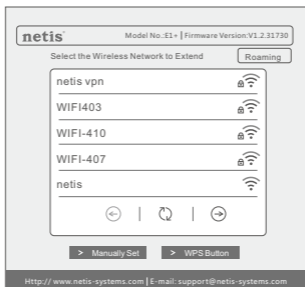 netis
Model No.:E1+ | Firmware Version:V1.2.31730
Select the Wireless Network to Extend
Roaming
netis vpn
WIFI403
WIFI-410
WIFI-407
netis
> Manually Set
> WPS Button
Http://www.netis-systems.com | E-mail: support@netis-systems.com